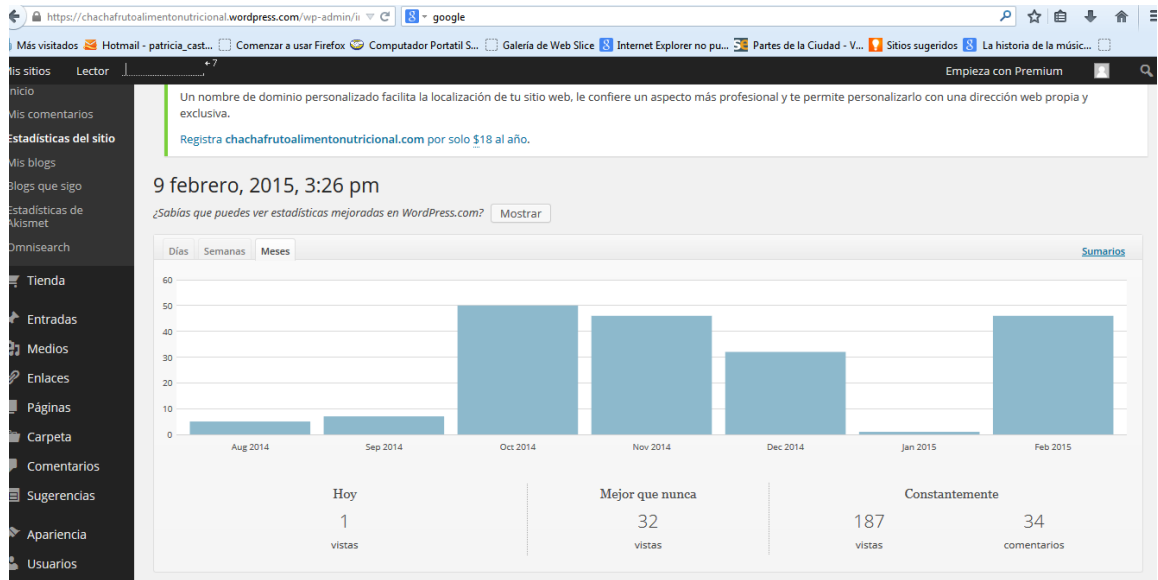 https://chachafrutoalimentonutricional.wordpress.com/wp-admin/i google
Más visitados Hotmail - patricia_cast... Comenzar a usar Firefox Computador Portatil S... Galería de Web Slice Internet Explorer no pu... Partes de la Ciudad - V... Sitios sugeridos La historia de la músic...
Mis sitios Lector 7 Empieza con Premium
Inicio
Mis comentarios
Estadísticas del sitio
Mis blogs
Blogs que sigo
Estadísticas de
Akismet
Omnisearch
Tienda
Entradas
Medios
Enlaces
Páginas
Carpeta
Comentarios
Sugerencias
Apariencia
Usuarios
Un nombre de dominio personalizado facilita la localización de tu sitio web, le confiere un aspecto más profesional y te permite personalizarlo con una dirección web propia y
exclusiva.
Registra chachafrutoalimentonutricional.com por solo $18 al año.
9 febrero, 2015, 3:26 pm
¿Sabías que puedes ver estadísticas mejoradas en WordPress.com? Mostrar
Días Semanas Meses Sumarios
60
50
40
30
20
10
0
Aug 2014 Sep 2014 Oct 2014 Nov 2014 Dec 2014 Jan 2015 Feb 2015
Hoy Mejor que nunca Constantemente
1 32 187 34
vistas vistas vistas comentarios